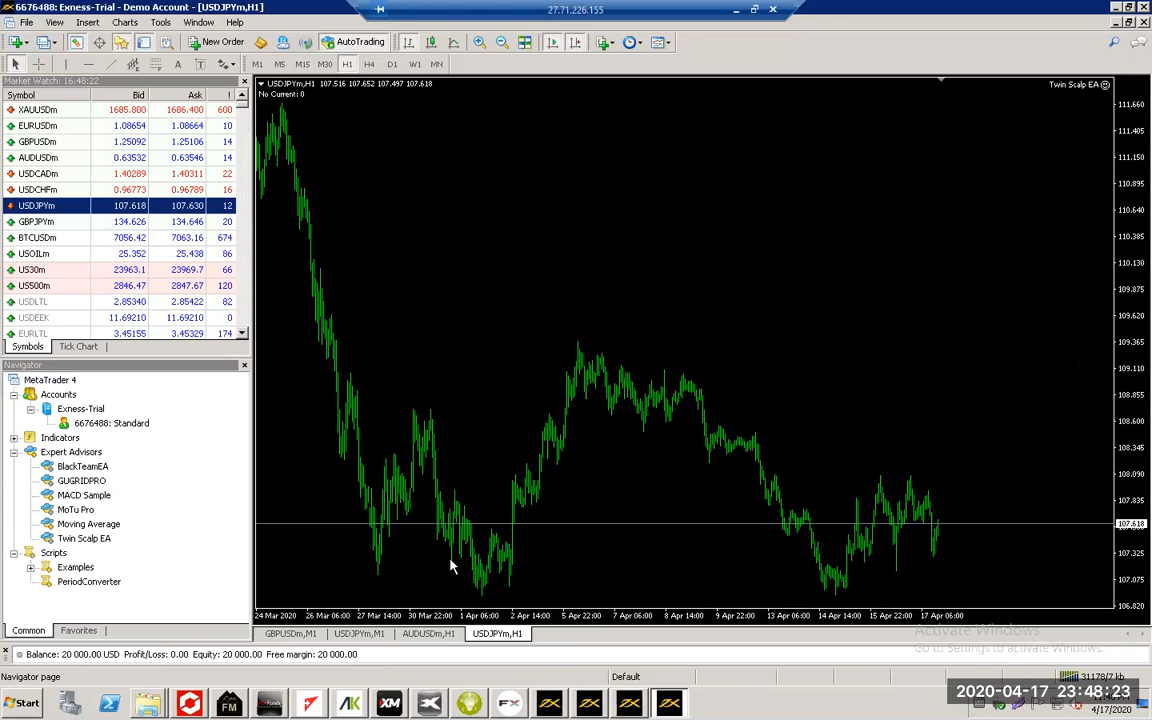 6676488: Exness-Trial - Demo Account - [USDJPYm,H1]
27.71.226.155
File View Insert Charts Tools Window Help
New Order AutoTrading
M1 M5 M15 M30 H1 H4 D1 W1 MN
Market Watch: 16:48:22
Symbol Bid Ask !
XAUUSDm 1685.800 1686.400 600
EURUSDm 1.08654 1.08664 10
GBPUSDm 1.25092 1.25106 14
AUDUSDm 0.63532 0.63546 14
USDCADm 1.40289 1.40311 22
USDCHFm 0.96773 0.96789 16
USDJPYm 107.618 107.630 12
GBPJPYm 134.626 134.646 20
BTCUSDm 7056.42 7063.16 674
USOILm 25.352 25.438 86
US30m 23963.1 23969.7 66
US500m 2846.47 2847.67 120
USDLTL 2.85340 2.85422 82
USDEEK 11.69210 11.69210 0
EURLTL 3.45155 3.45329 174
Symbols Tick Chart
Navigator
MetaTrader 4
Accounts
Exness-Trial
6676488: Standard
Indicators
Expert Advisors
BlackTeamEA
GUGRIDPRO
MACD Sample
MoTu Pro
Moving Average
Twin Scalp EA
Scripts
Examples
PeriodConverter
Common Favorites
USDJPYm,H1 107.516 107.652 107.497 107.618
No Current: 0
Twin Scalp EA
111.660
111.405
111.150
110.895
110.640
110.385
110.130
109.875
109.620
109.365
109.110
108.855
108.600
108.345
108.090
107.835
107.618
107.325
107.075
106.820
24 Mar 2020 26 Mar 06:00 27 Mar 14:00 30 Mar 22:00 1 Apr 06:00 2 Apr 14:00 5 Apr 22:00 7 Apr 06:00 8 Apr 14:00 9 Apr 22:00 13 Apr 06:00 14 Apr 14:00 15 Apr 22:00 17 Apr 06:00
GBPUSDm,M1 USDJPYm,M1 AUDUSDm,H1 USDJPYm,H1
Activate Windows
Go to Settings to activate Windows.
Balance: 20 000.00 USD Profit/Loss: 0.00 Equity: 20 000.00 Free margin: 20 000.00
Navigator page Default 31178/7 kb
Start FM AK XM FX
2020-04-17 23:48:23
4/17/2020